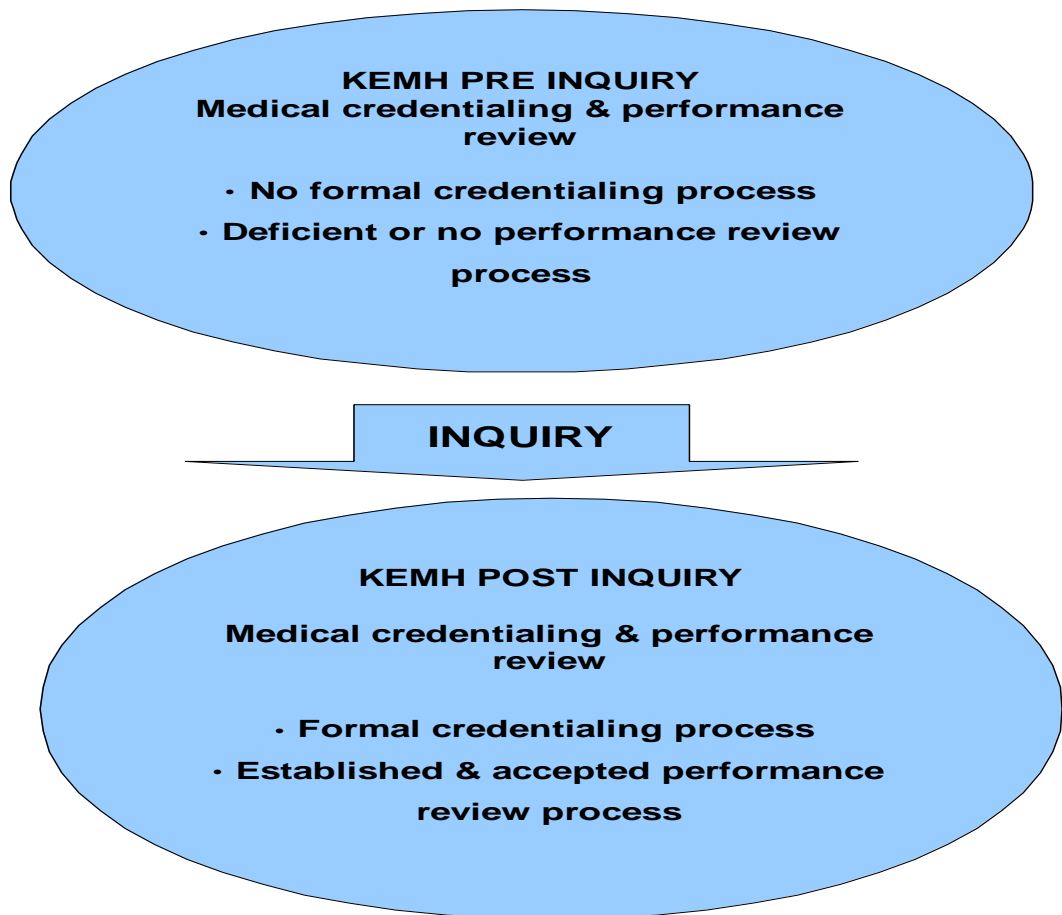 KEMH PRE INQUIRY
Medical credentialing & performance
review
• No formal credentialing process
• Deficient or no performance review
process
INQUIRY
KEMH POST INQUIRY
Medical credentialing & performance
review
• Formal credentialing process
• Established & accepted performance
review process